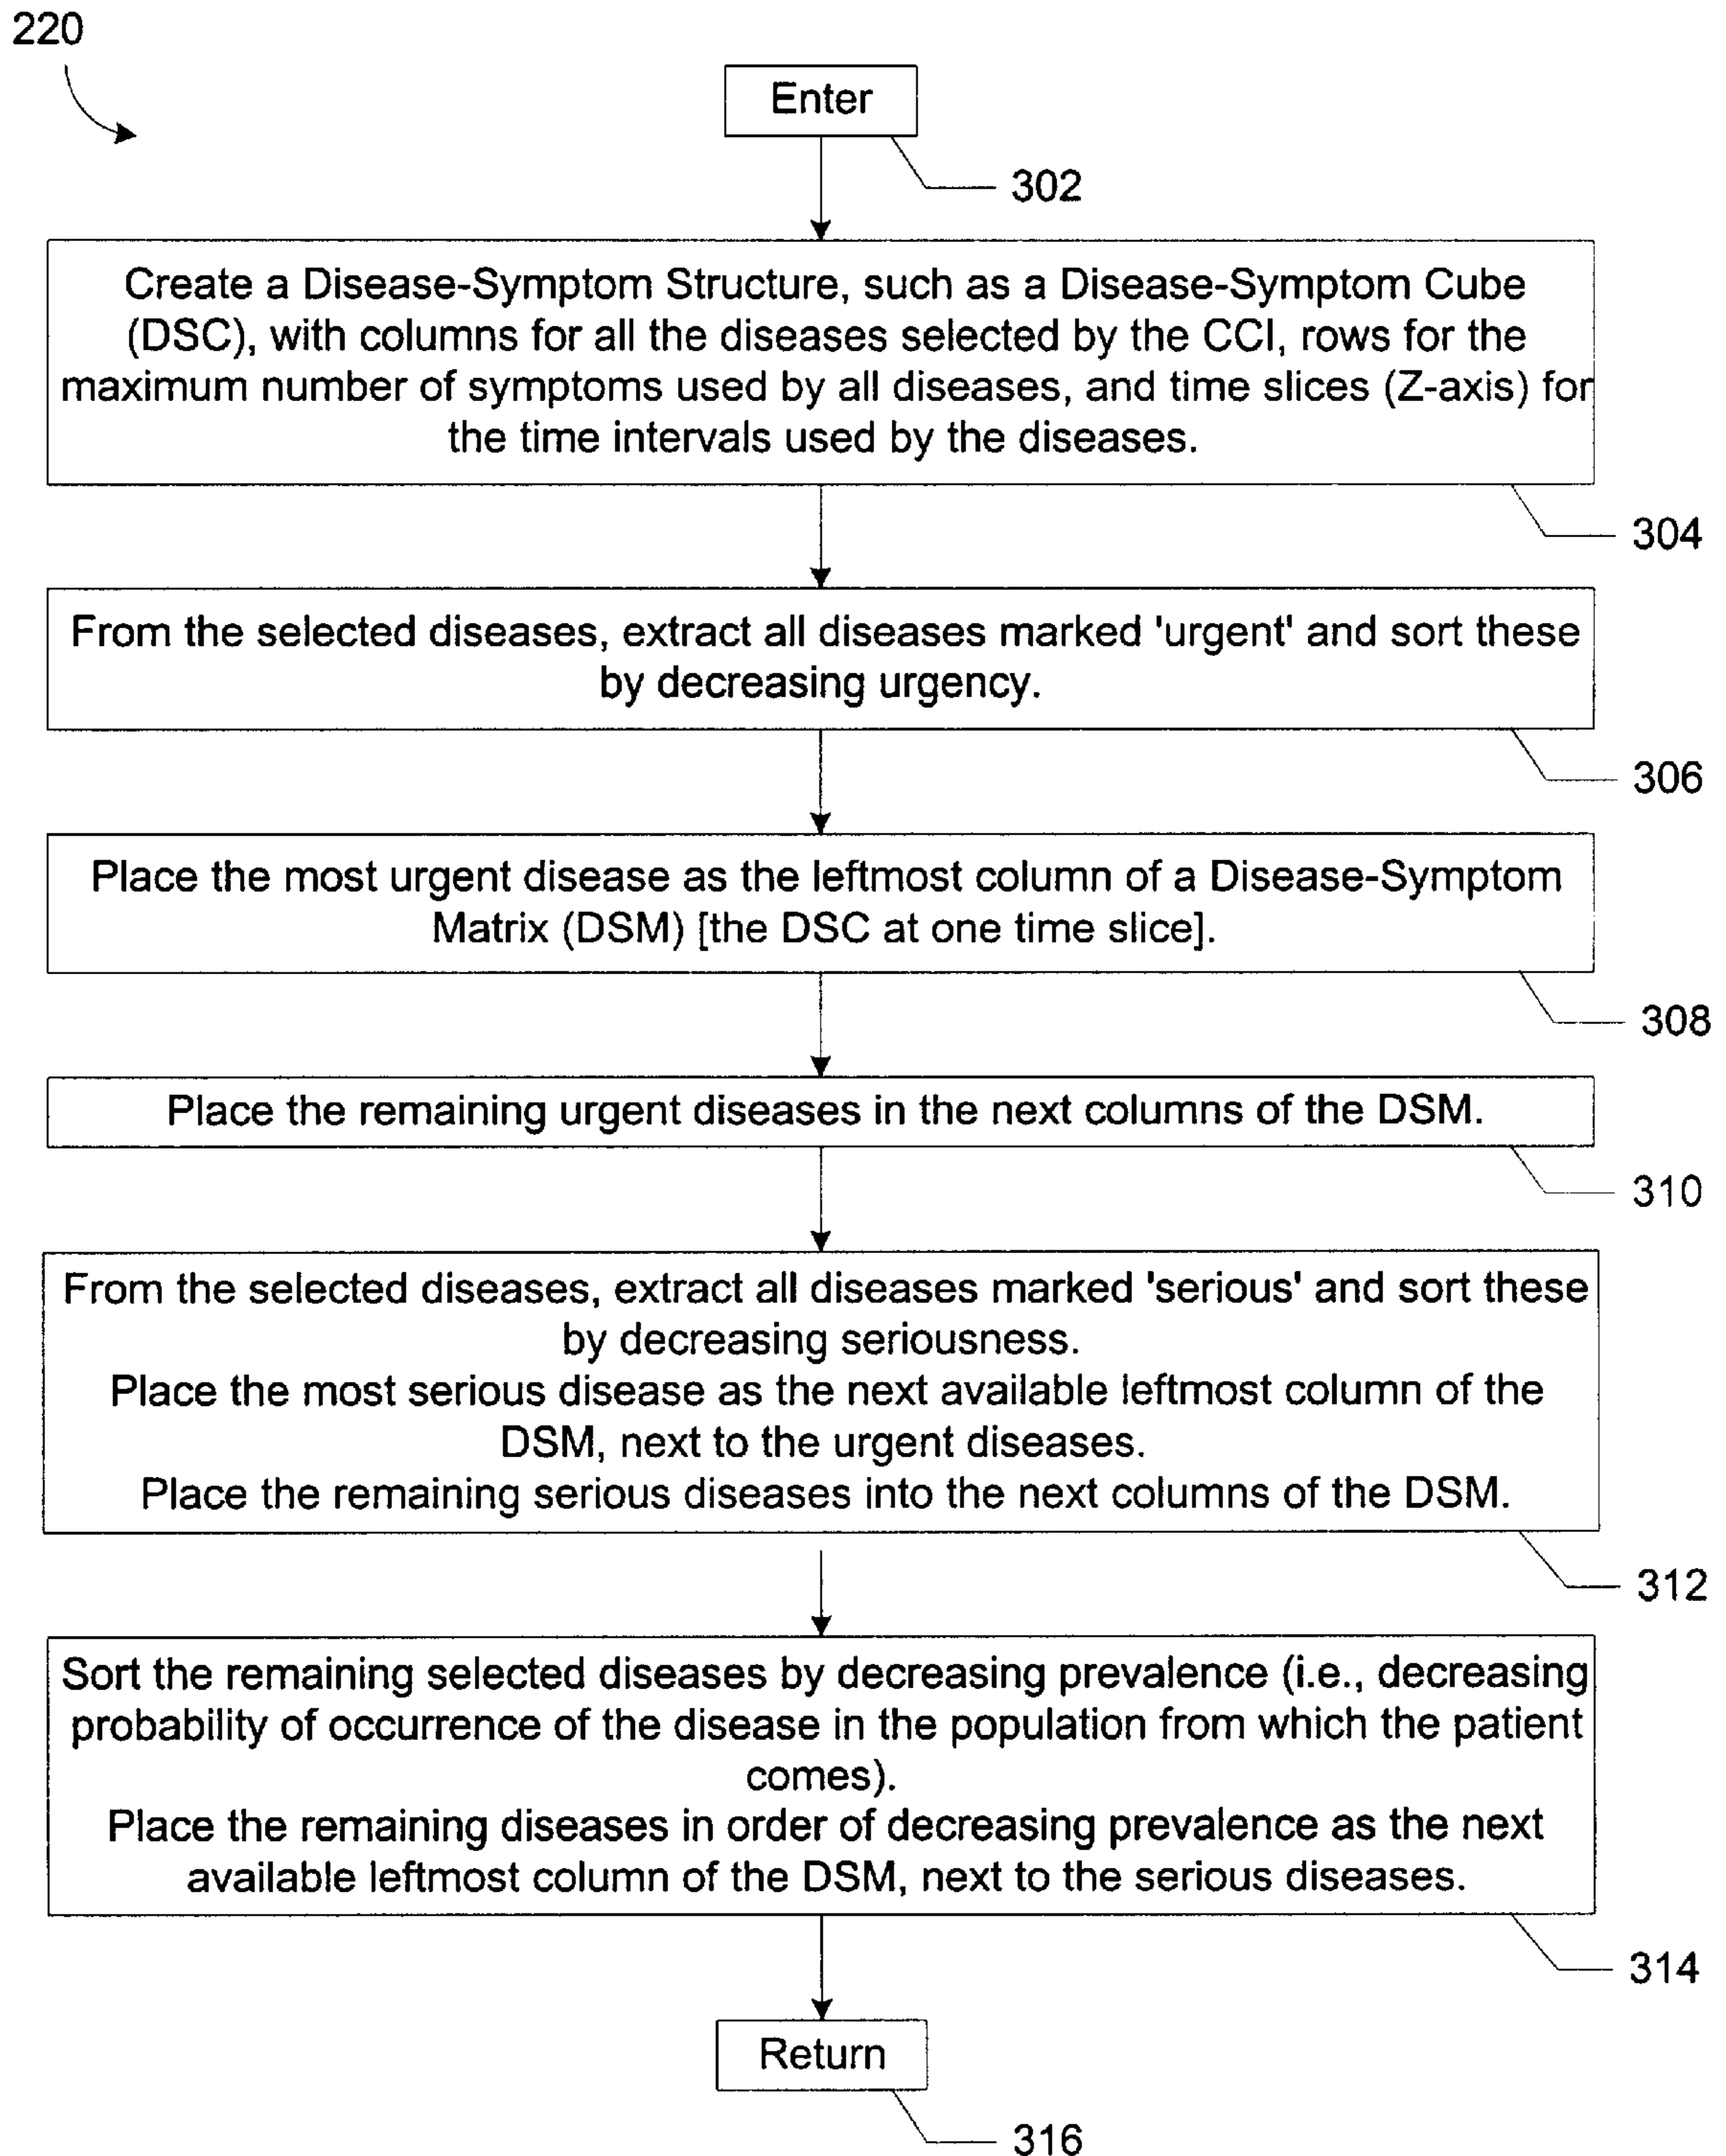 220
Enter
302
Create a Disease-Symptom Structure, such as a Disease-Symptom Cube
(DSC), with columns for all the diseases selected by the CCI, rows for the
maximum number of symptoms used by all diseases, and time slices (Z-axis) for
the time intervals used by the diseases.
304
From the selected diseases, extract all diseases marked 'urgent' and sort these
by decreasing urgency.
306
Place the most urgent disease as the leftmost column of a Disease-Symptom
Matrix (DSM) [the DSC at one time slice].
308
Place the remaining urgent diseases in the next columns of the DSM.
310
From the selected diseases, extract all diseases marked 'serious' and sort these
by decreasing seriousness.
Place the most serious disease as the next available leftmost column of the
DSM, next to the urgent diseases.
Place the remaining serious diseases into the next columns of the DSM.
312
Sort the remaining selected diseases by decreasing prevalence (i.e., decreasing
probability of occurrence of the disease in the population from which the patient
comes).
Place the remaining diseases in order of decreasing prevalence as the next
available leftmost column of the DSM, next to the serious diseases.
314
Return
316